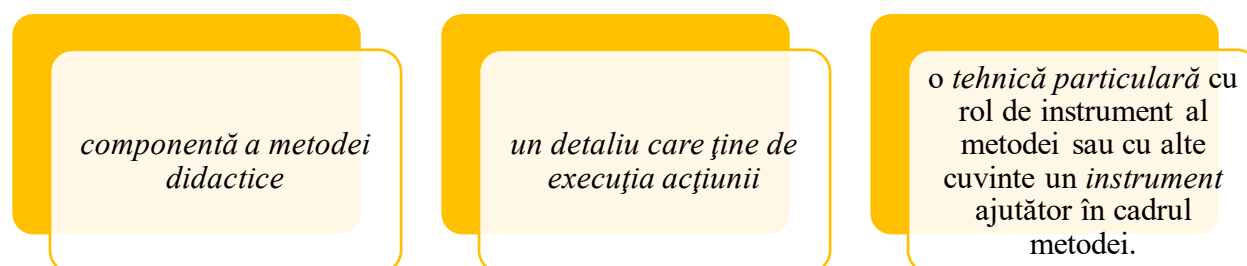 componentă a metodei
didactice
un detaliu care ţine de
execuţia acţiunii
o tehnică particulară cu
rol de instrument al
metodei sau cu alte
cuvinte un instrument
ajutător în cadrul
metodei.